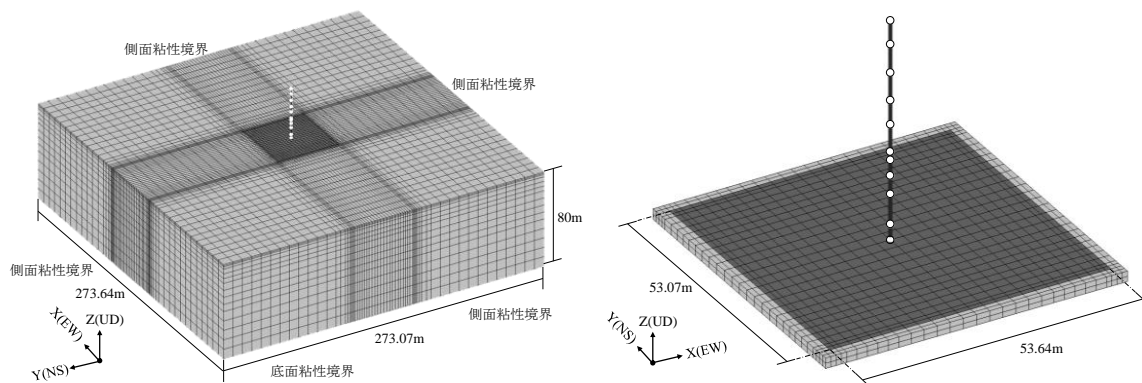 側面粘性境界
側面粘性境界
80m
側面粘性境界
273.64m
側面粘性境界
273.07m
X(EW)
Z(UD)
Y(NS)
底面粘性境界
53.07m
Y(NS)
Z(UD)
X(EW)
53.64m